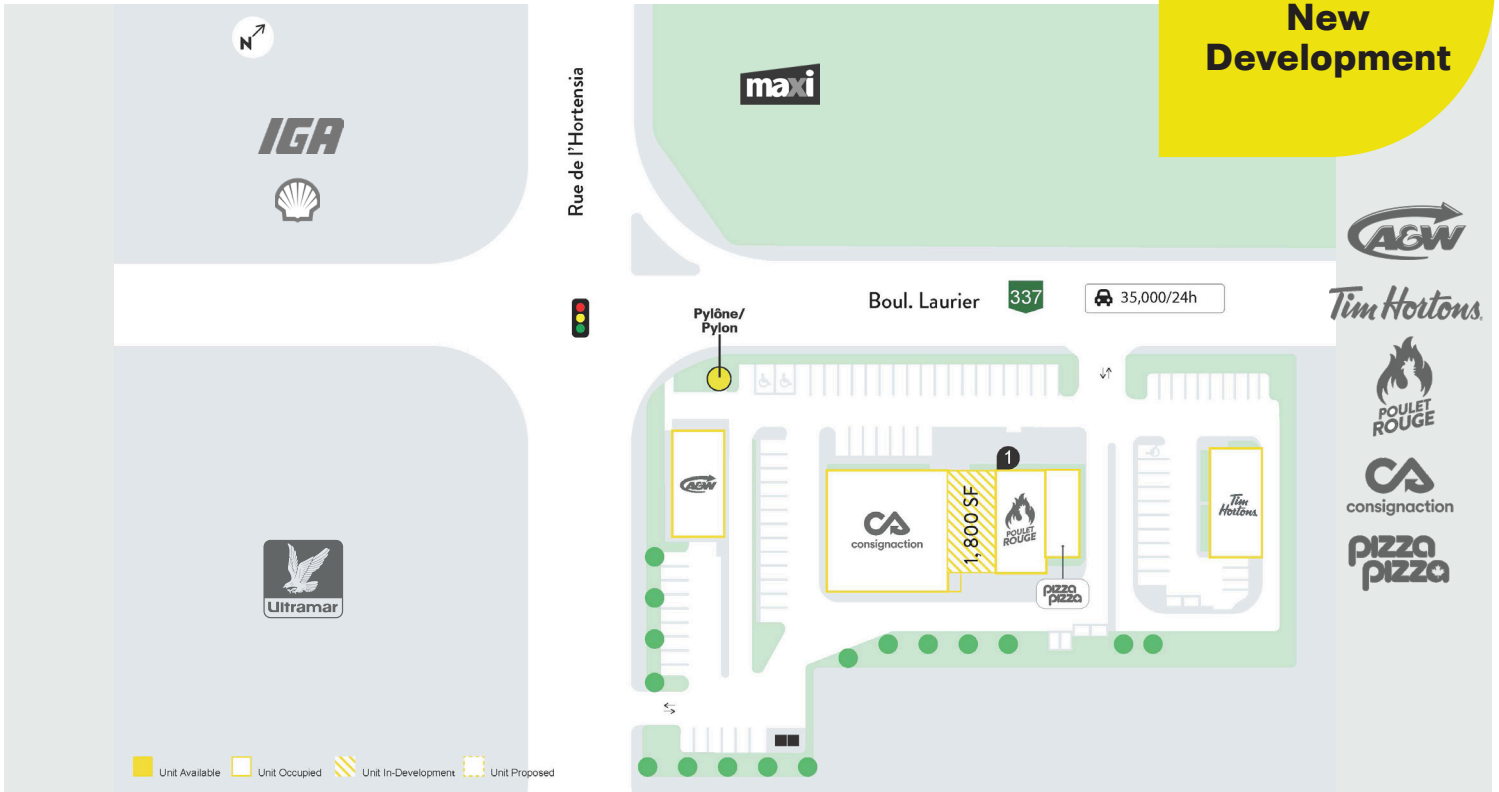 New
Development
N
maxi
Rue de l'Hortensia
IGA
A&W
Tim Hortons
Boul. Laurier
337
35,000/24h
Pylône/
Pylon
POULET
ROUGE
1
A&W
CA
consignaction
1,800 SF
POULET
ROUGE
Tim
Hortons
CA
consignaction
pizza
pizza
pizza
pizza
Ultramar
Unit Available
Unit Occupied
Unit In-Development
Unit Proposed